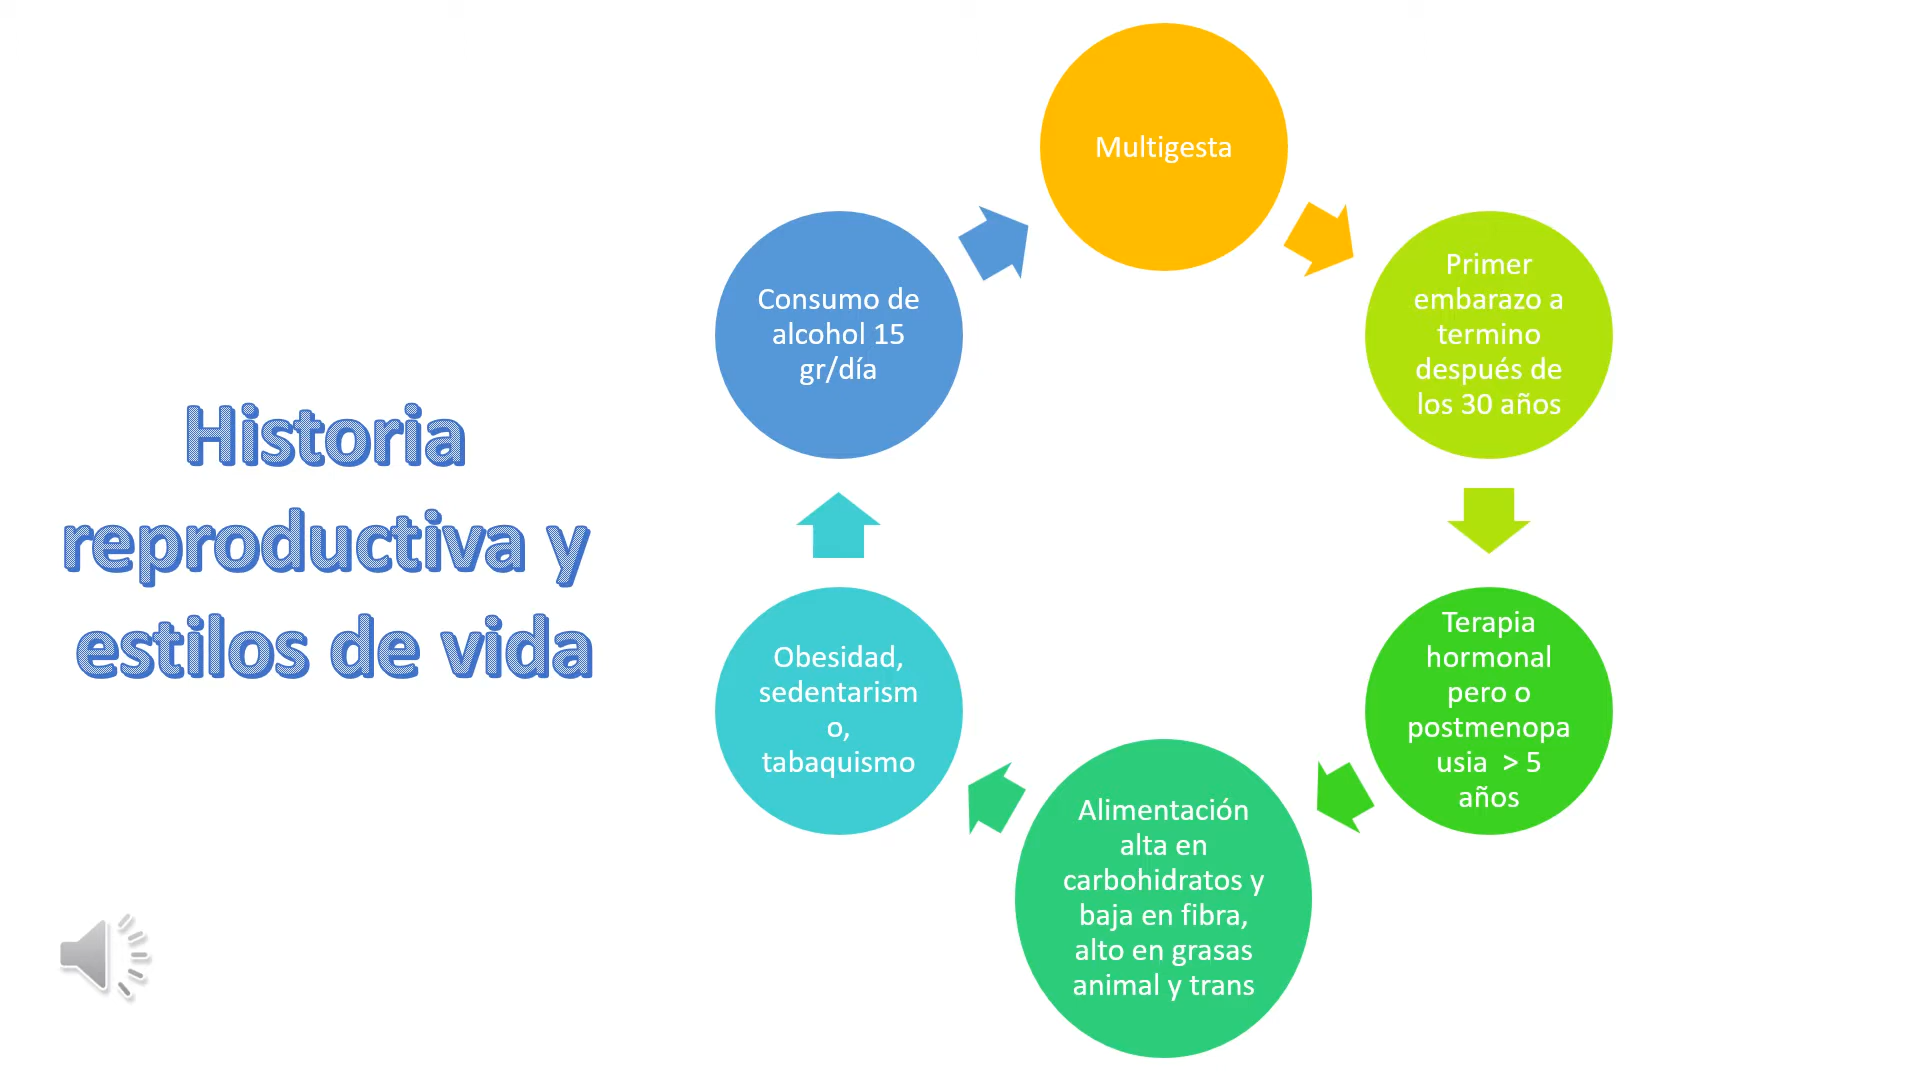 Historia
reproductiva y
estilos de vida
Multigesta
Primer
embarazo a
termino
después de
los 30 años
Terapia
hormonal
pero o
postmenopa
usia > 5
años
Alimentación
alta en
carbohidratos y
baja en fibra,
alto en grasas
animal y trans
Obesidad,
sedentarism
o,
tabaquismo
Consumo de
alcohol 15
gr/día